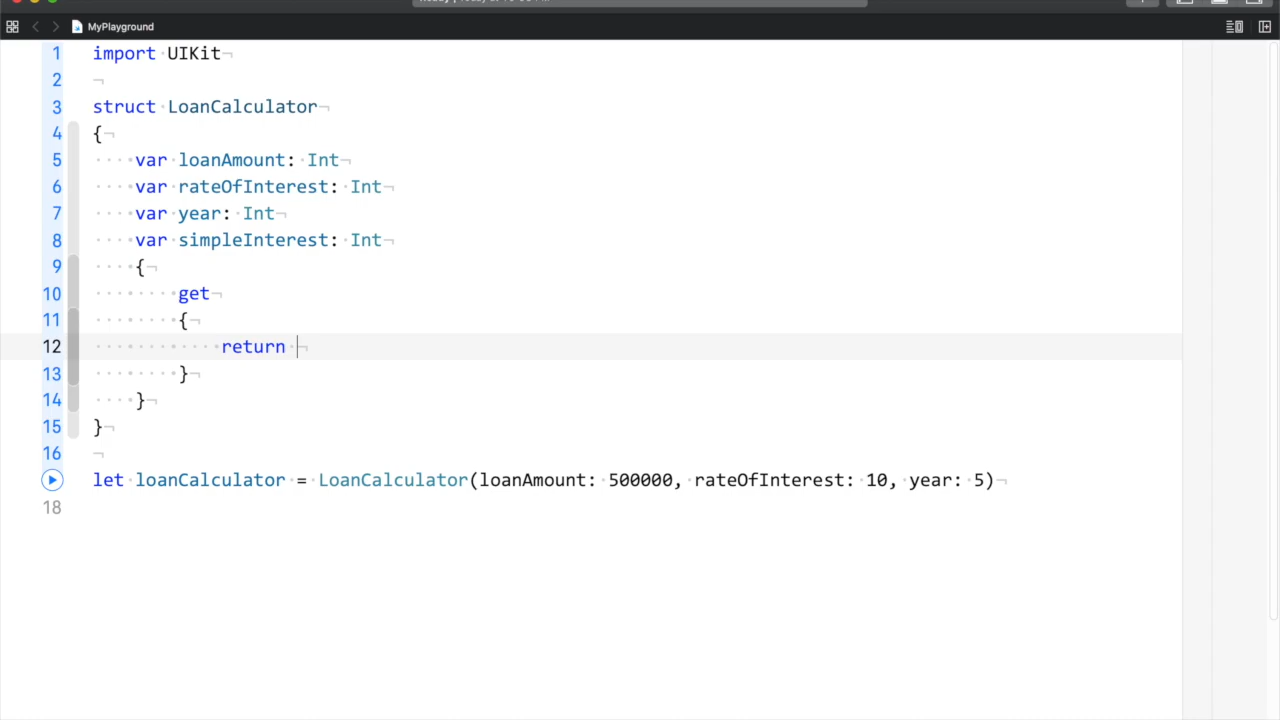 MyPlayground
1 import UIKit
2
3 struct LoanCalculator
4 {
5 var loanAmount: Int
6 var rateOfInterest: Int
7 var year: Int
8 var simpleInterest: Int
9 {
10 get
11 {
12 return
13 }
14 }
15 }
16
let loanCalculator = LoanCalculator(loanAmount: 500000, rateOfInterest: 10, year: 5)
18